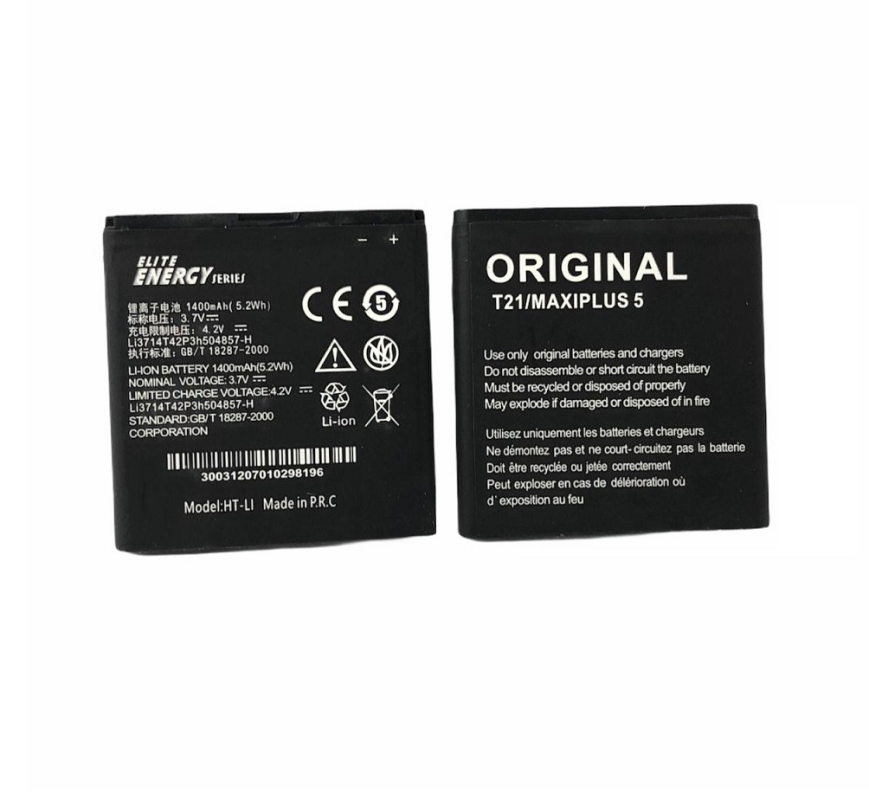 − +
ELITE
ENERGY SERIES
锂离子电池 1400mAh( 5.2Wh)
标称电压: 3.7V⎓
充电限制电压: 4.2V ⎓
Li3714T42P3h504857-H
执行标准: GB/T 18287-2000
LI-ION BATTERY 1400mAh(5.2Wh)
NOMINAL VOLTAGE: 3.7V ⎓
LIMITED CHARGE VOLTAGE:4.2V ⎓
Li3714T42P3h504857-H
STANDARD:GB/T 18287-2000
CORPORATION
CE 5
Li-ion
30031207010298196
Model:HT-LI Made in P.R.C
ORIGINAL
T21/MAXIPLUS 5
Use only original batteries and chargers
Do not disassemble or short circuit the battery
Must be recycled or disposed of properly
May explode if damaged or disposed of in fire
Utilisez uniquement les batteries et chargeurs
Ne démontez pas et ne court- circuitez pas la batterie
Doit être recyclée ou jetée correctement
Peut exploser en cas de délérioration où
d' exposition au feu